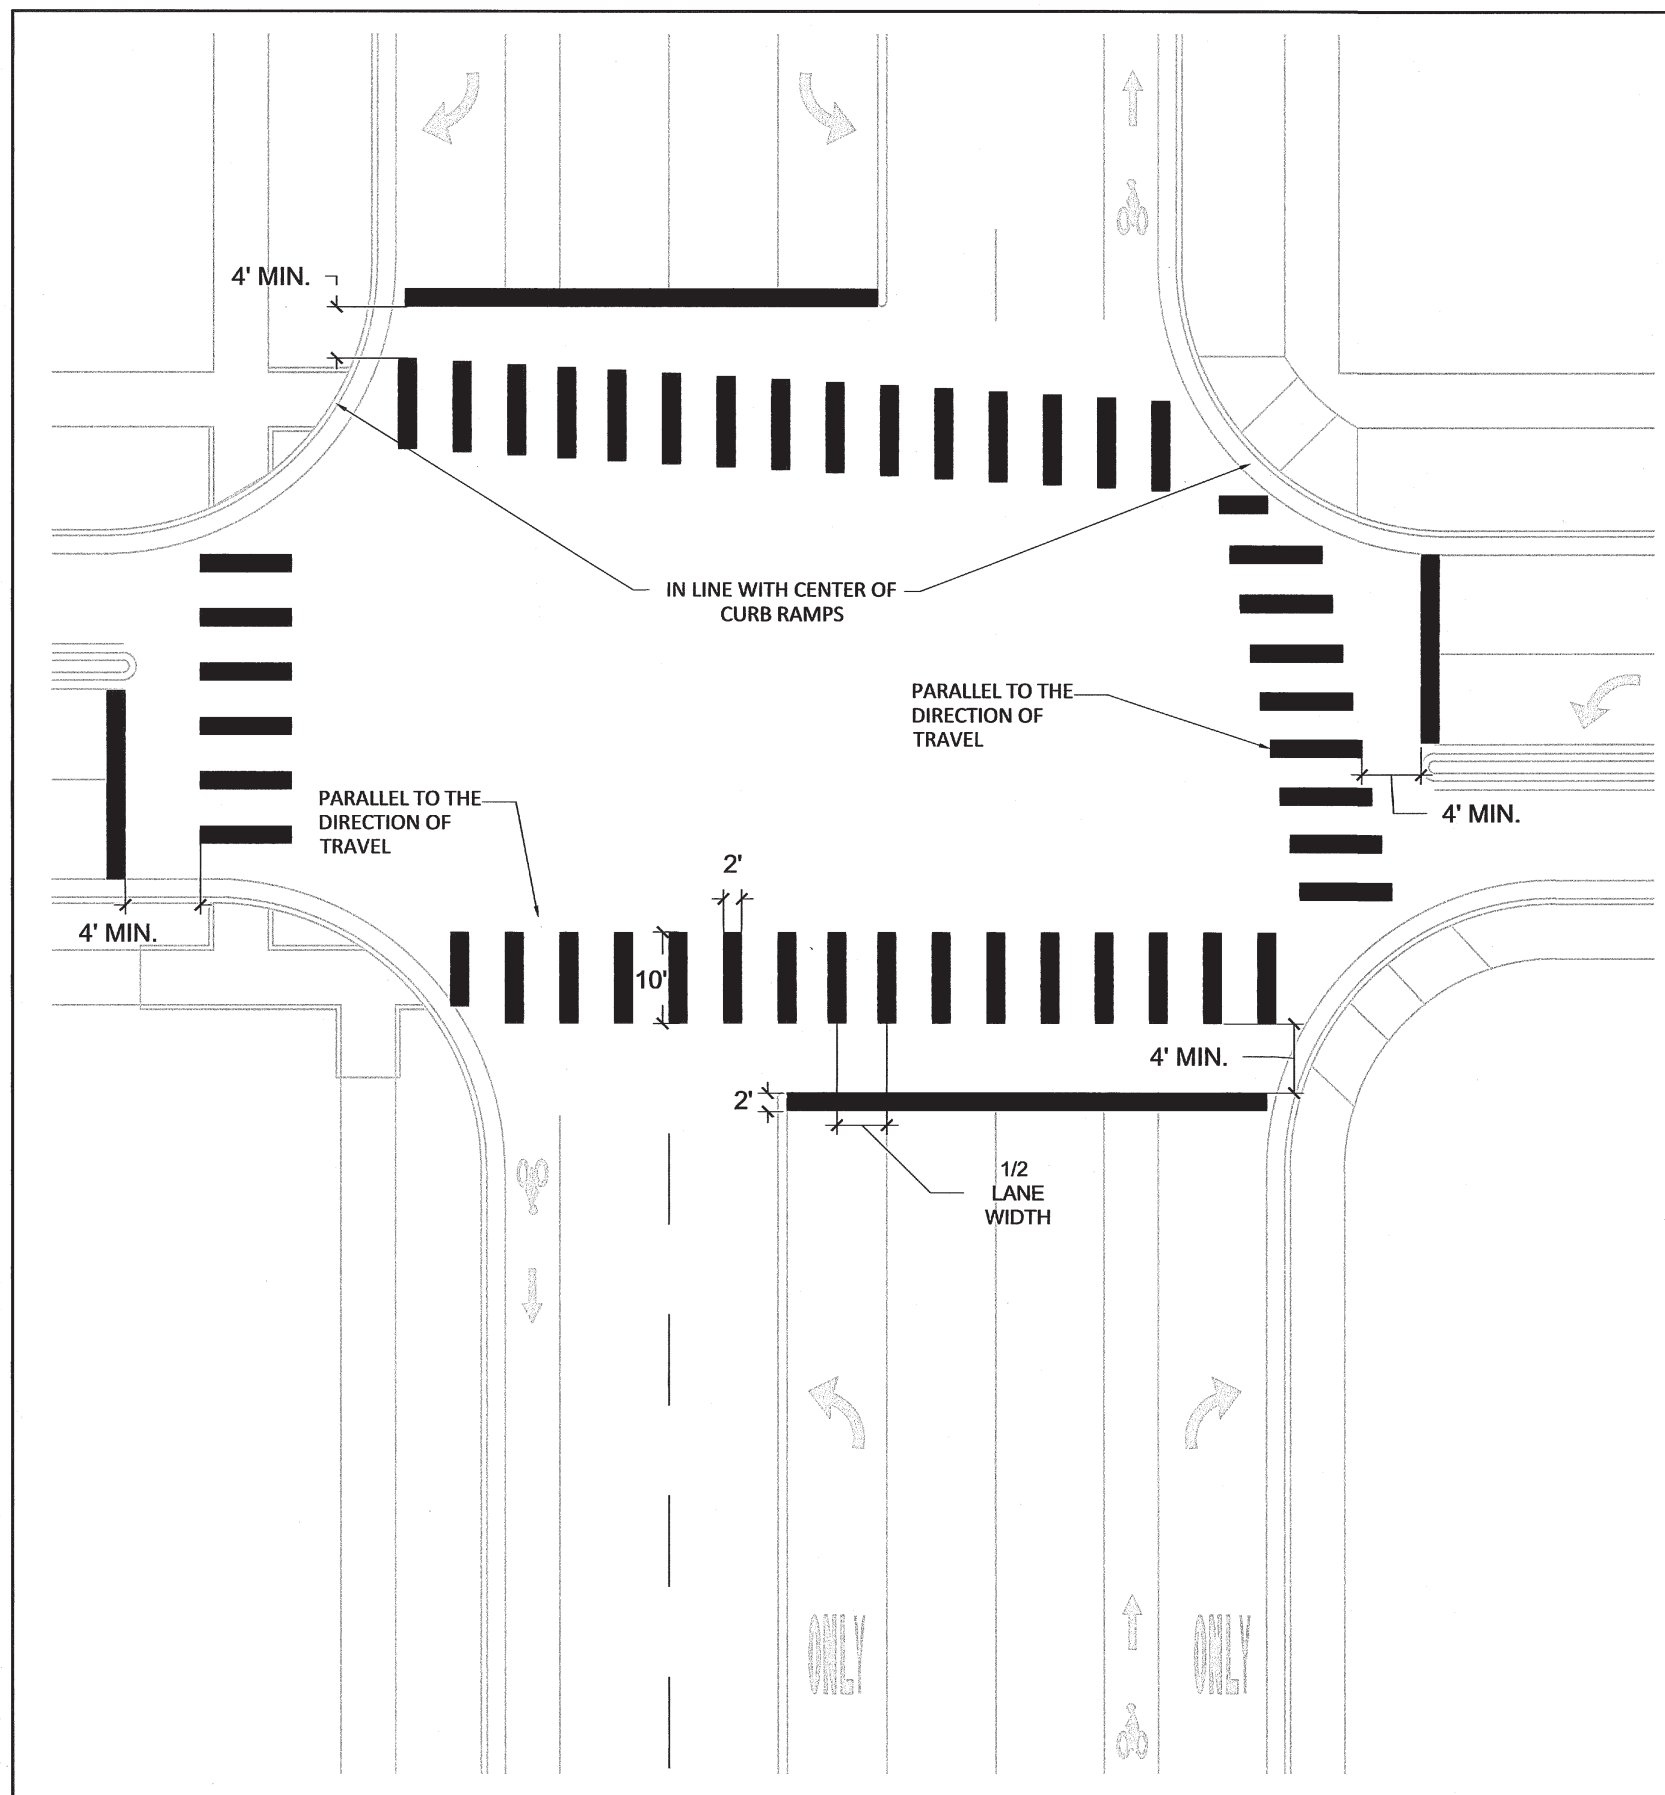 4' MIN.
IN LINE WITH CENTER OF
CURB RAMPS
PARALLEL TO THE
DIRECTION OF
TRAVEL
4' MIN.
PARALLEL TO THE
DIRECTION OF
TRAVEL
2'
4' MIN.
10'
4' MIN.
2'
1/2
LANE
WIDTH
ONLY
ONLY